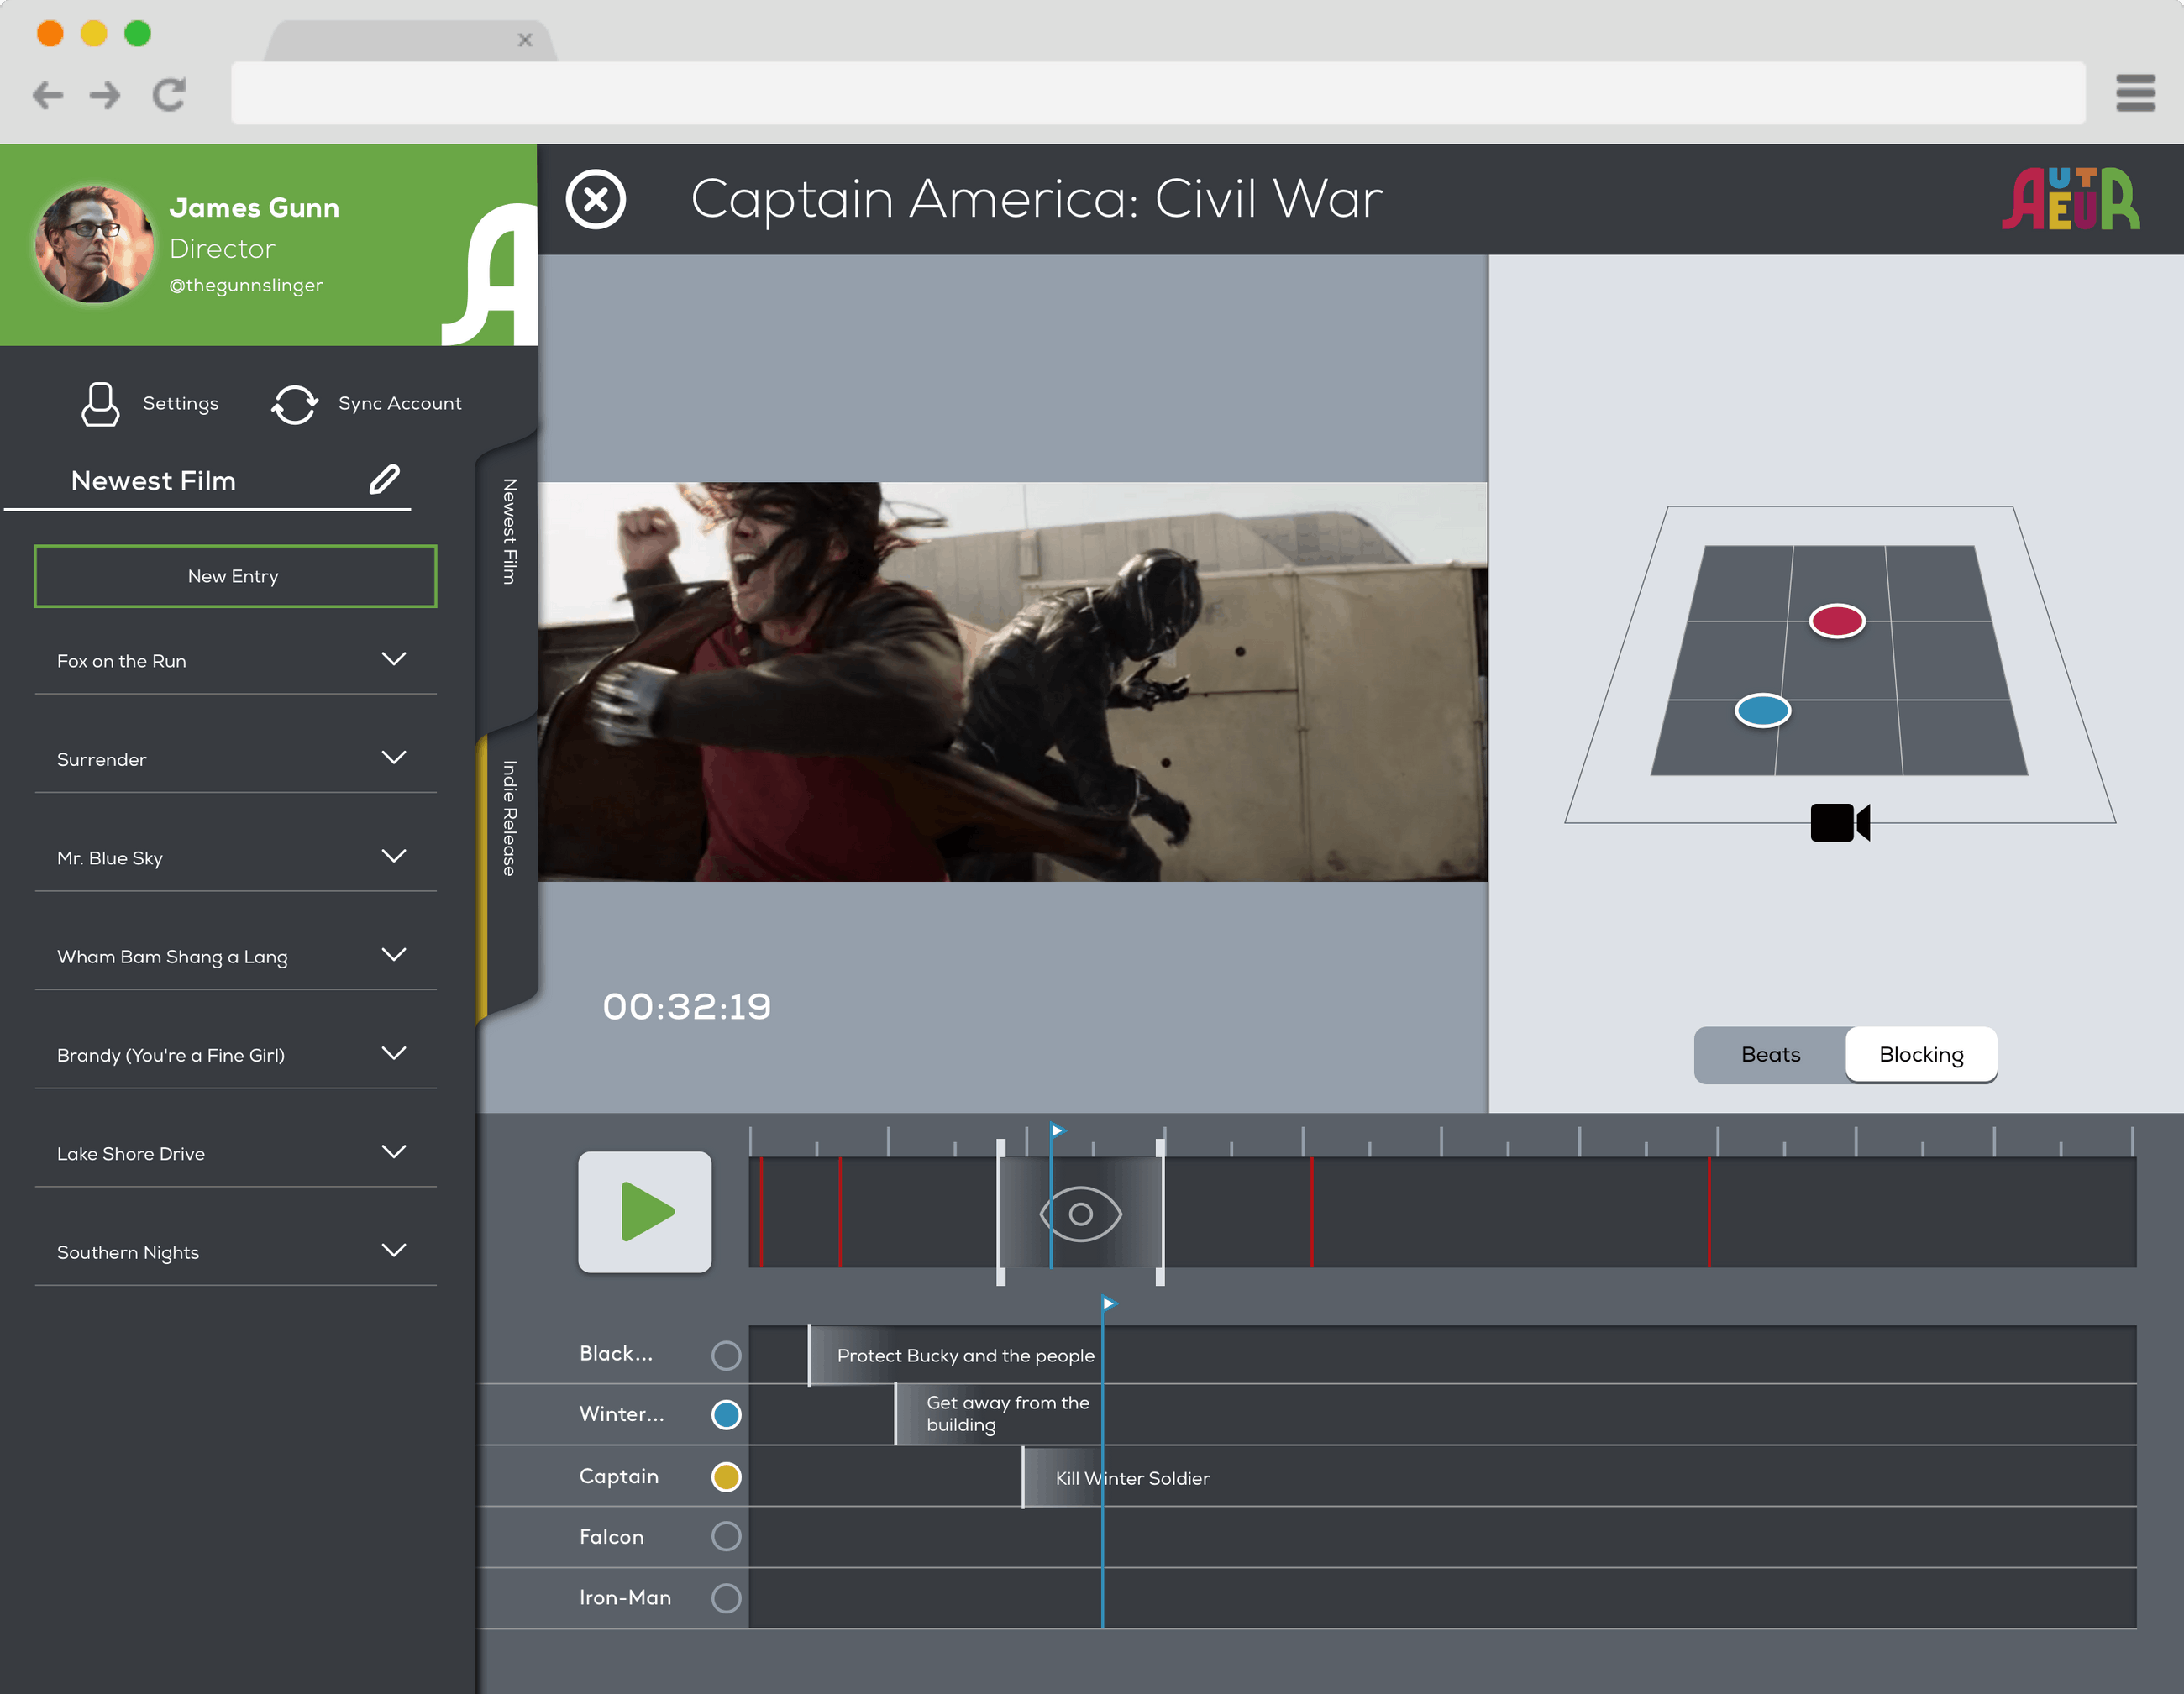 James Gunn
Director
@thegunnslinger
Settings
Sync Account
Newest Film
New Entry
Fox on the Run
Surrender
Mr. Blue Sky
Wham Bam Shang a Lang
Brandy (You're a Fine Girl)
Lake Shore Drive
Southern Nights
Newest Film
Indie Release
Captain America: Civil War
AUTEUR
00:32:19
Beats
Blocking
Black...
Protect Bucky and the people
Winter...
Get away from the
building
Captain
Kill Winter Soldier
Falcon
Iron-Man